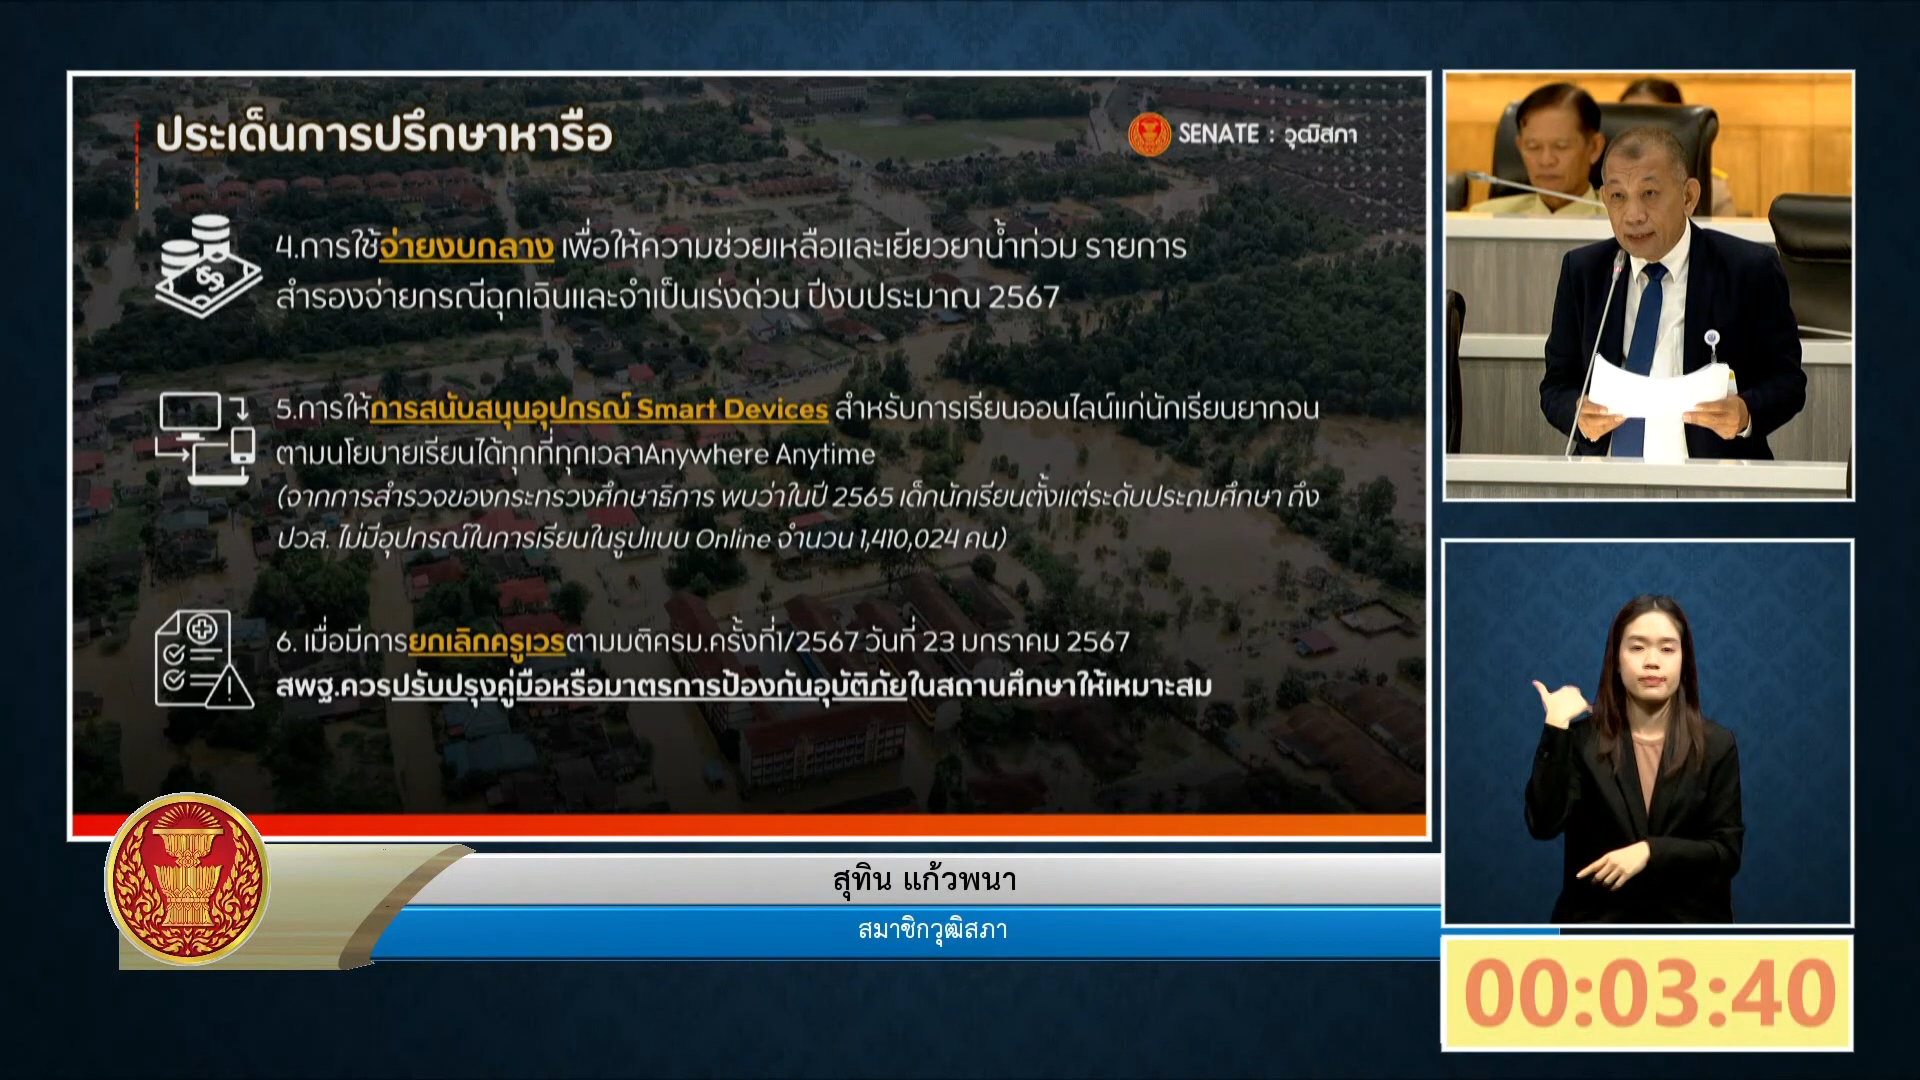 ประเด็นการปรึกษาหารือ
SENATE : วุฒิสภา
4.การใช้จ่ายงบกลาง เพื่อให้ความช่วยเหลือและเยียวยาน้ำท่วม รายการ
สำรองจ่ายกรณีฉุกเฉินและจำเป็นเร่งด่วน ปีงบประมาณ 2567
5.การให้การสนับสนุนอุปกรณ์ Smart Devices สำหรับการเรียนออนไลน์แก่นักเรียนยากจน
ตามนโยบายเรียนได้ทุกที่ทุกเวลาAnywhere Anytime
(จากการสำรวจของกระทรวงศึกษาธิการ พบว่าในปี 2565 เด็กนักเรียนตั้งแต่ระดับประถมศึกษา ถึง
ปวส. ไม่มีอุปกรณ์ในการเรียนในรูปแบบ Online จำนวน 1,410,024 คน)
6. เมื่อมีการยกเลิกครูเวรตามมติครม.ครั้งที่1/2567 วันที่ 23 มกราคม 2567
สพฐ.ควรปรับปรุงคู่มือหรือมาตรการป้องกันอุบัติภัยในสถานศึกษาให้เหมาะสม
สุทิน แก้วพนา
สมาชิกวุฒิสภา
00:03:40